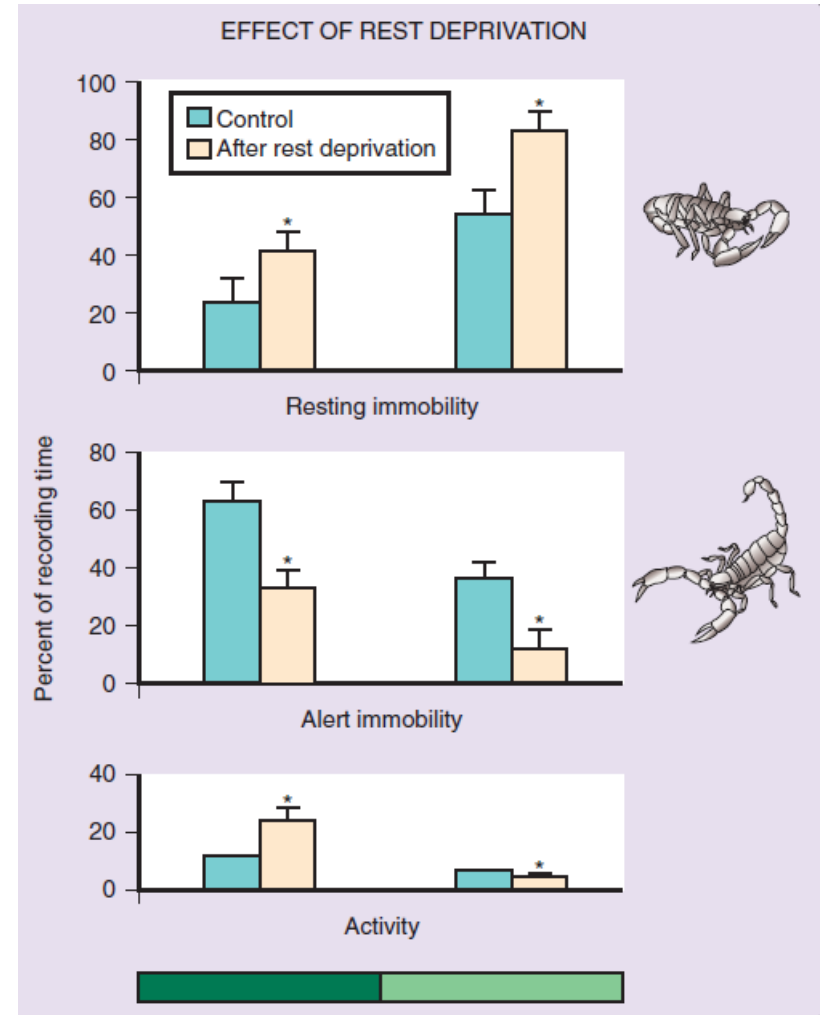 EFFECT OF REST DEPRIVATION
100
80
60
40
20
0
Control
After rest deprivation
*
*
Resting immobility
Percent of recording time
80
60
40
20
0
*
*
Alert immobility
40
20
0
*
*
Activity